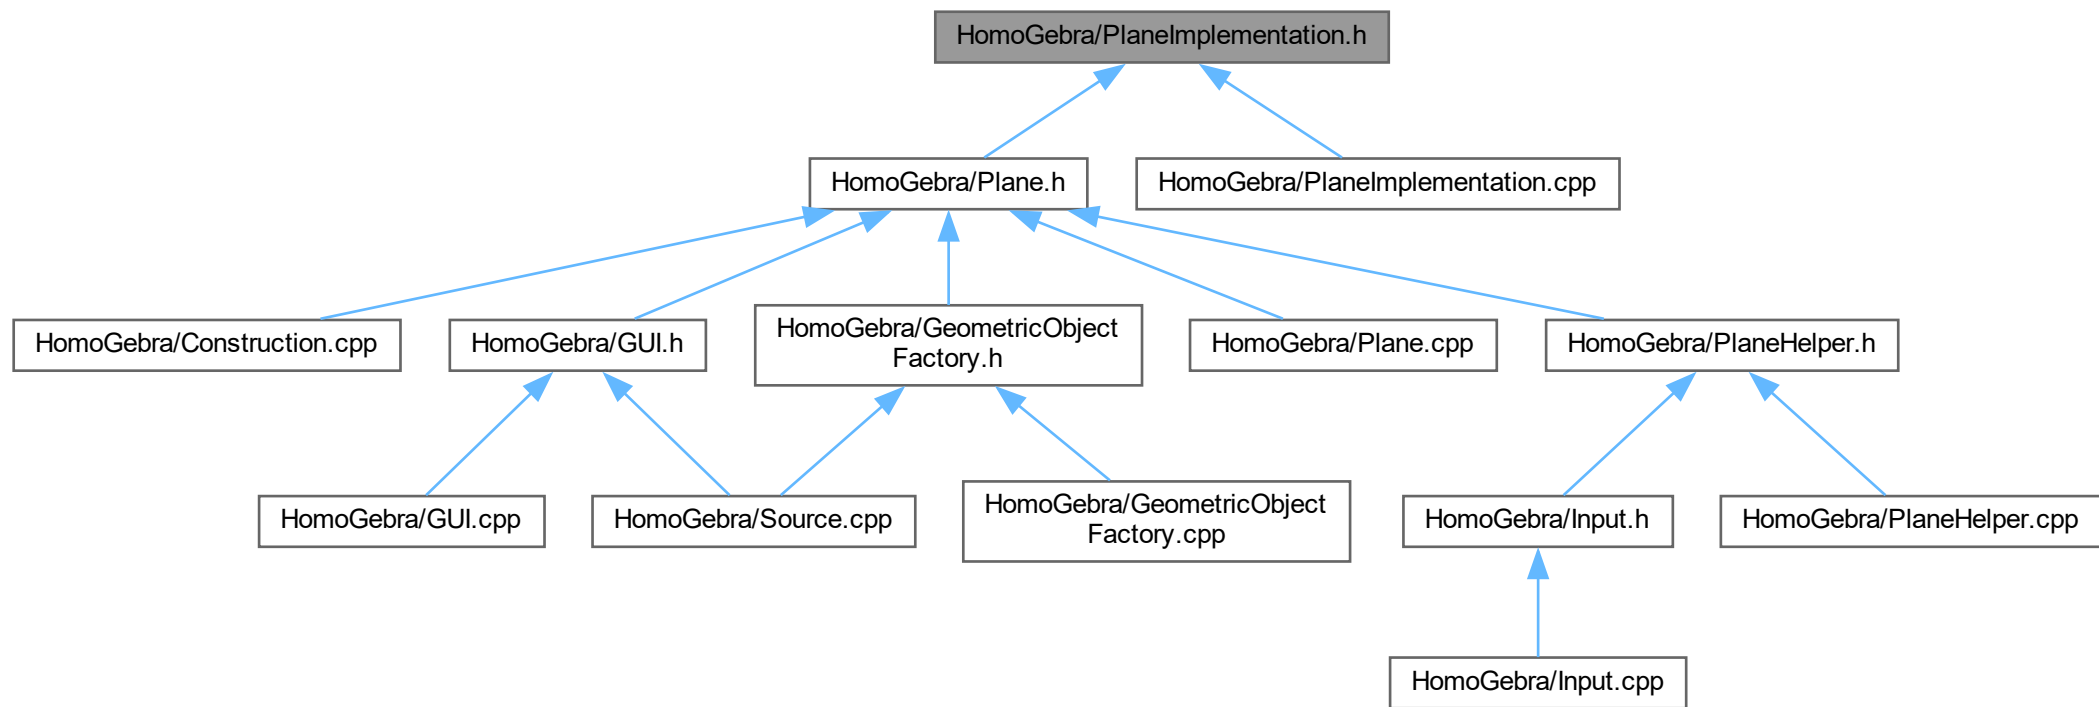 HomoGebra/PlaneImplementation.h
HomoGebra/Plane.h
HomoGebra/PlaneImplementation.cpp
HomoGebra/Construction.cpp
HomoGebra/GUI.h
HomoGebra/GeometricObject
Factory.h
HomoGebra/Plane.cpp
HomoGebra/PlaneHelper.h
HomoGebra/GUI.cpp
HomoGebra/Source.cpp
HomoGebra/GeometricObject
Factory.cpp
HomoGebra/Input.h
HomoGebra/PlaneHelper.cpp
HomoGebra/Input.cpp